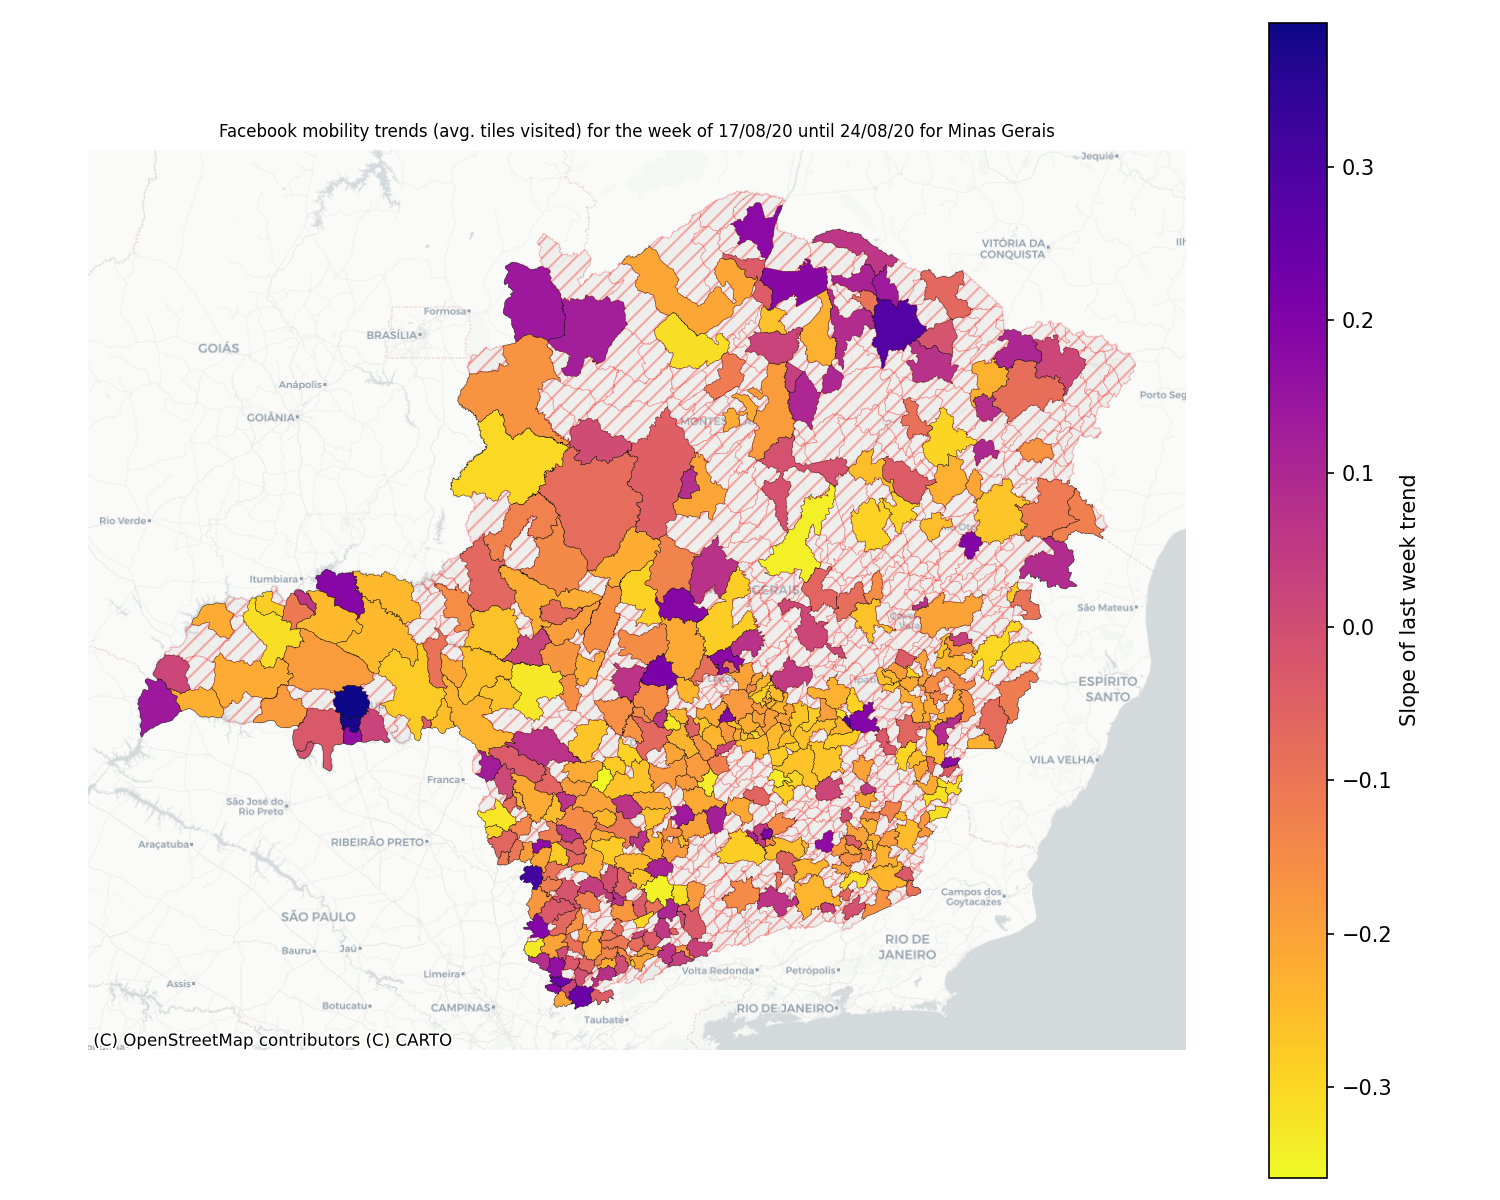 Facebook mobility trends (avg. tiles visited) for the week of 17/08/20 until 24/08/20 for Minas Gerais
Jequié
VITÓRIA DA
CONQUISTA
Ilh
Formosa
BRASÍLIA
GOIÁS
Anápolis
GOIÂNIA
Porto Seg
MONTES
Rio Verde
Itumbiara
GERAIS
São Mateus
ESPÍRITO
SANTO
VILA VELHA
Franca
São José do
Rio Preto
RIBEIRÃO PRETO
Araçatuba
Campos dos
Goytacazes
SÃO PAULO
RIO DE
JANEIRO
Bauru
Jaú
Limeira
Volta Redonda
Petrópolis
Assis
Botucatu
CAMPINAS
RIO DE JANEIRO
Taubaté
(C) OpenStreetMap contributors (C) CARTO
0.3
0.2
0.1
0.0
−0.1
−0.2
−0.3
Slope of last week trend